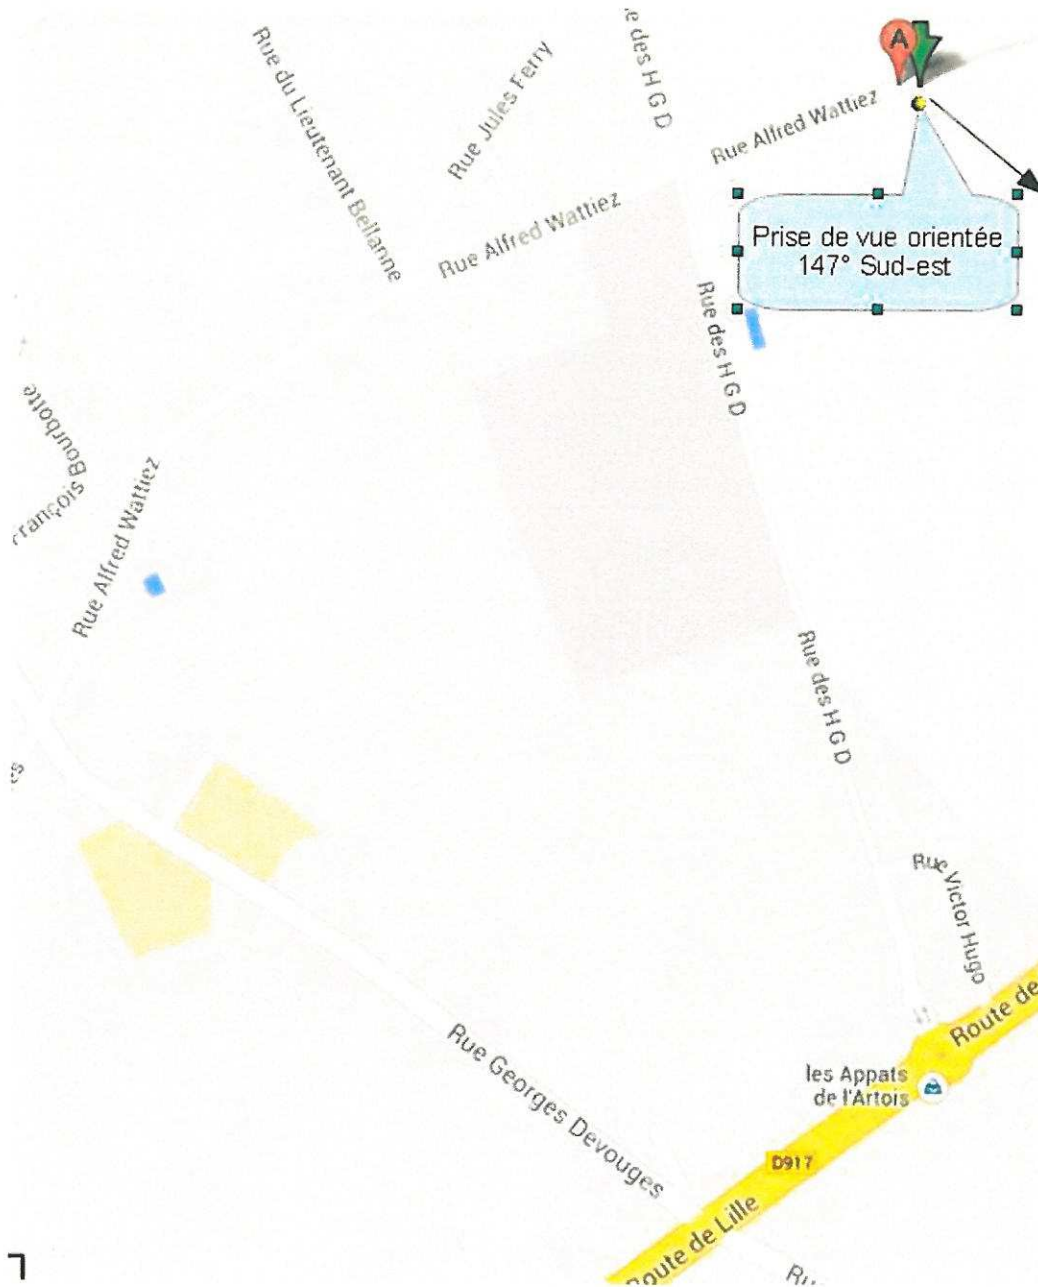 Rue du Lieutenant Bellanne
Rue Jules Ferry
e des H G D
A
Rue Alfred Wattiez
Rue Alfred Wattiez
Prise de vue orientée
147° Sud-est
Rue des H G D
Bourbotte
François
Rue Alfred Wattiez
Rue des H G D
es
Rue Victor Hugo
Route de
les Appats
de l'Artois
Rue Georges Devouges
D917
Route de Lille
Ru